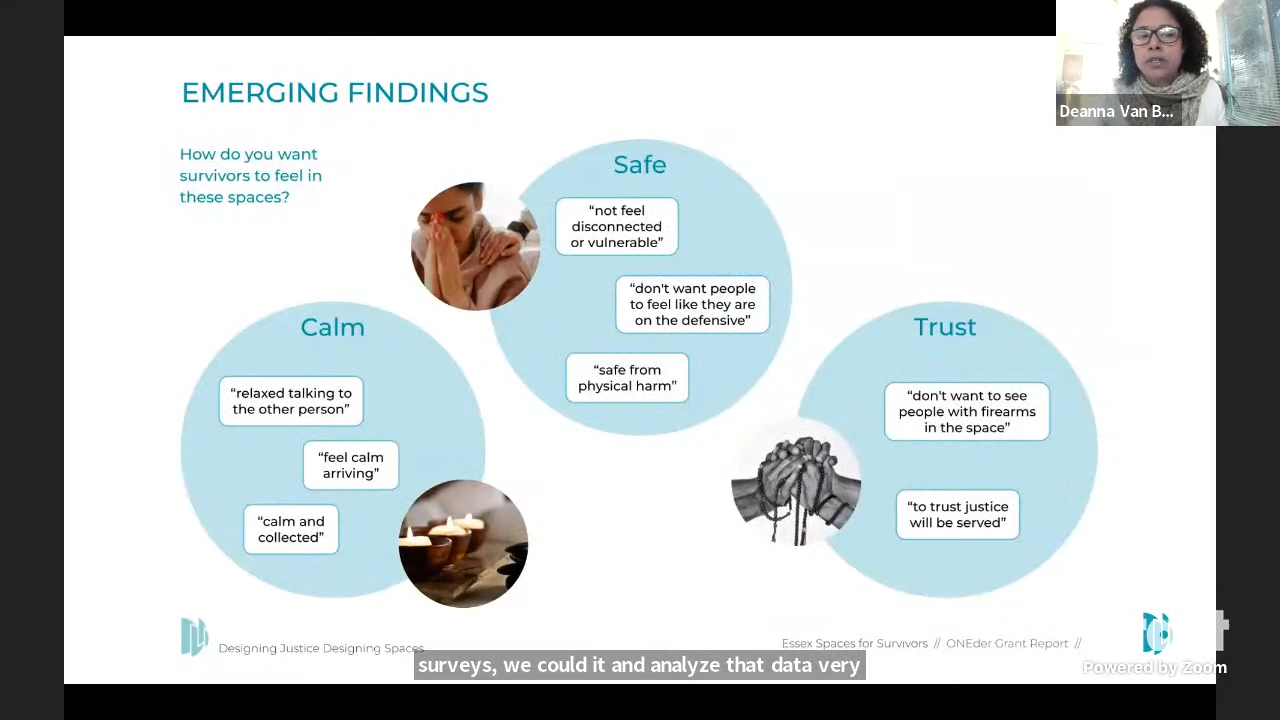 EMERGING FINDINGS
Deanna Van B...
How do you want
survivors to feel in
these spaces?
Safe
“not feel
disconnected
or vulnerable”
“don't want people
to feel like they are
on the defensive”
“safe from
physical harm”
Calm
“relaxed talking to
the other person”
“feel calm
arriving”
“calm and
collected”
Trust
“don't want to see
people with firearms
in the space”
“to trust justice
will be served”
Designing Justice Designing Spaces
Essex Spaces for Survivors // ONEder Grant Report //
surveys, we could it and analyze that data very
Powered by Zoom